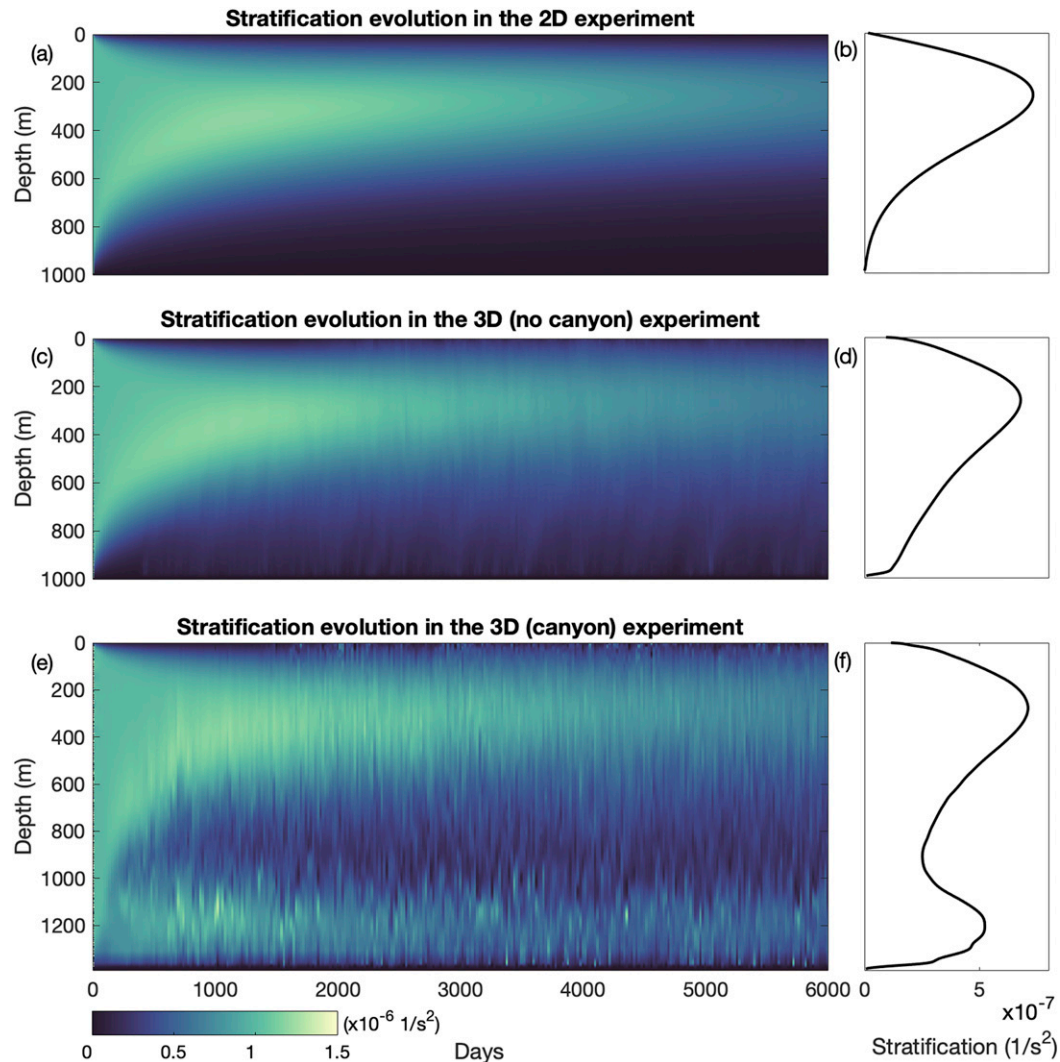 Stratification evolution in the 2D experiment
(a)
(b)
Depth (m)
0
200
400
600
800
1000
Stratification evolution in the 3D (no canyon) experiment
(c)
(d)
Depth (m)
0
200
400
600
800
1000
Stratification evolution in the 3D (canyon) experiment
(e)
(f)
Depth (m)
0
200
400
600
800
1000
1200
0 1000 2000 3000 4000 5000 6000
5
x10⁻⁷
(x10⁻⁶ 1/s²)
0 0.5 1 1.5
Days
Stratification (1/s²)